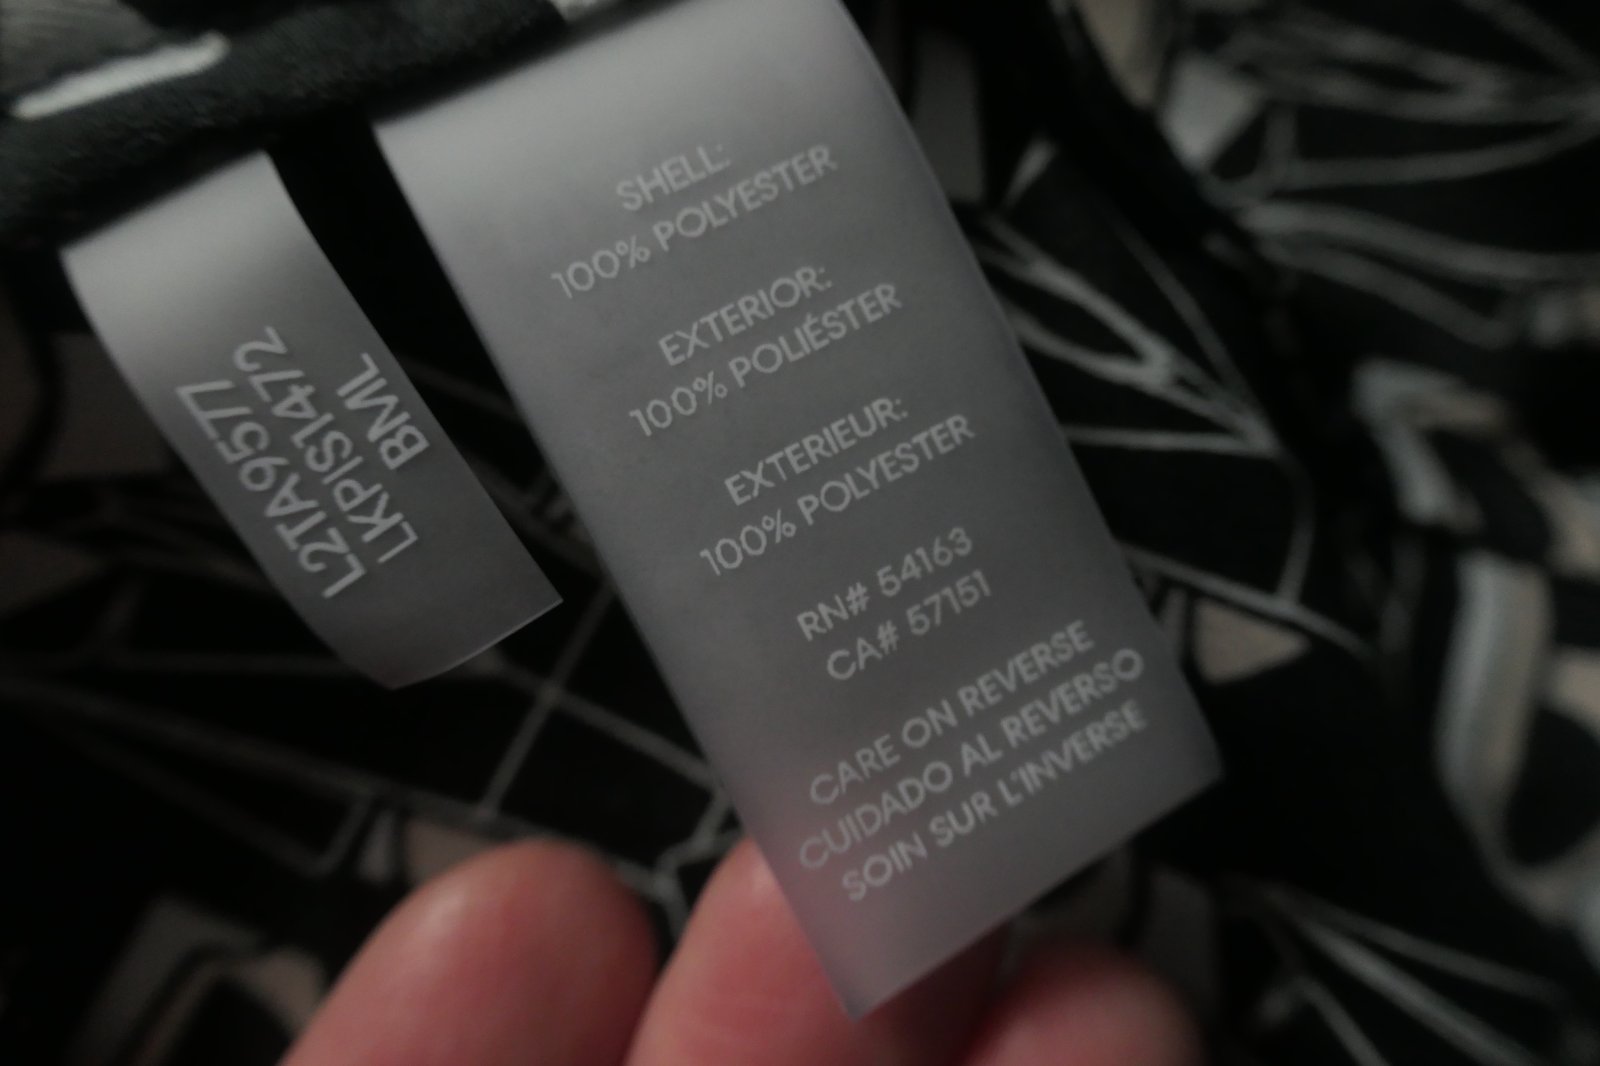 L2TA9577
LKPIS1472
BML
SHELL:
100% POLYESTER
EXTERIOR:
100% POLIÉSTER
EXTERIEUR:
100% POLYESTER
RN# 54163
CA# 57151
CARE ON REVERSE
CUIDADO AL REVERSO
SOIN SUR L'INVERSE